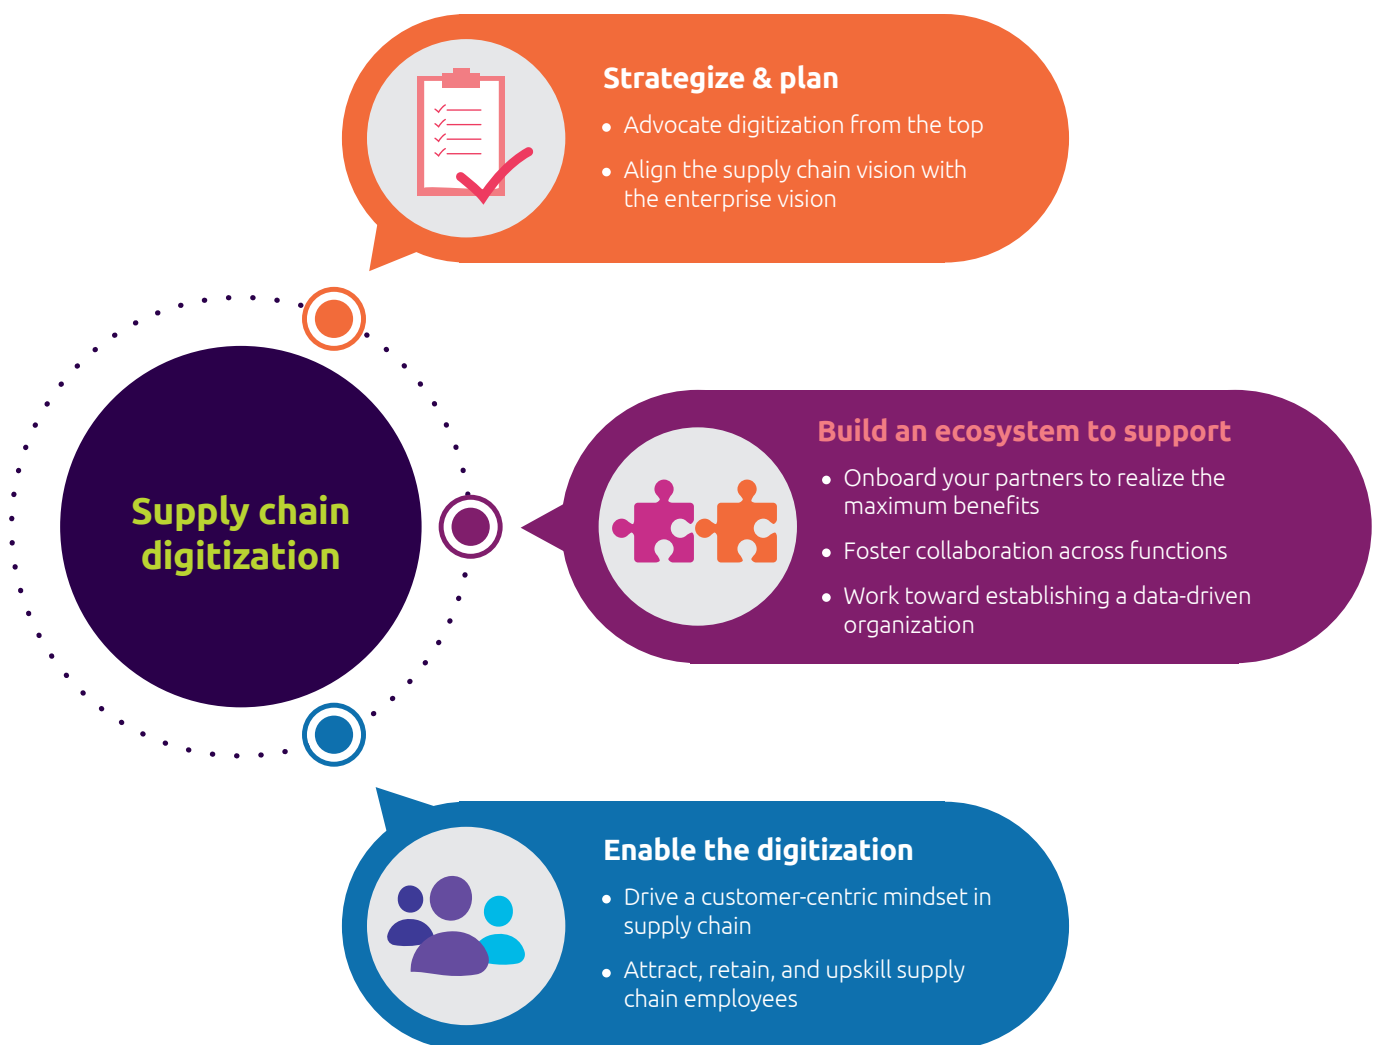 Strategize & plan
• Advocate digitization from the top
• Align the supply chain vision with
the enterprise vision
Supply chain
digitization
Build an ecosystem to support
• Onboard your partners to realize the
maximum benefits
• Foster collaboration across functions
• Work toward establishing a data-driven
organization
Enable the digitization
• Drive a customer-centric mindset in
supply chain
• Attract, retain, and upskill supply
chain employees